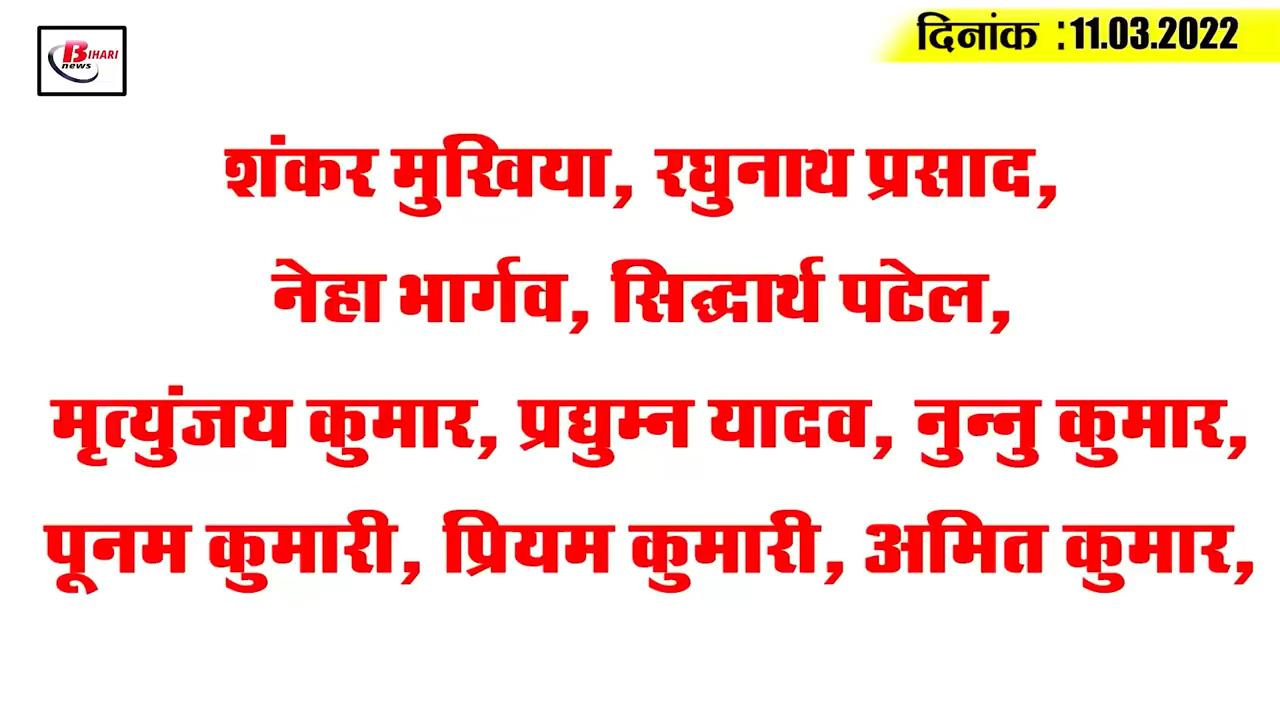 BIHARI
news
दिनांक :11.03.2022
शंकर मुखिया, रघुनाथ प्रसाद,
नेहा भार्गव, सिद्धार्थ पटेल,
मृत्युंजय कुमार, प्रद्युम्न यादव, नुन्नु कुमार,
पूनम कुमारी, प्रियम कुमारी, अमित कुमार,